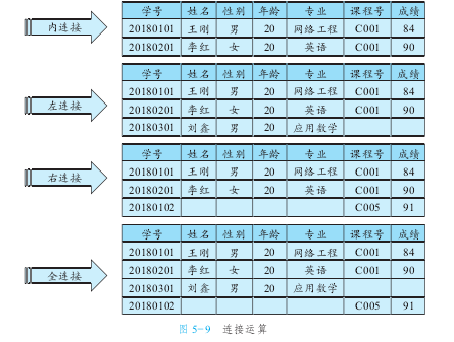 内连接
学号 姓名 性别 年龄 专业 课程号 成绩
20180101 王刚 男 20 网络工程 C001 84
20180201 李红 女 20 英语 C001 90
左连接
学号 姓名 性别 年龄 专业 课程号 成绩
20180101 王刚 男 20 网络工程 C001 84
20180201 李红 女 20 英语 C001 90
20180301 刘鑫 男 20 应用数学
右连接
学号 姓名 性别 年龄 专业 课程号 成绩
20180101 王刚 男 20 网络工程 C001 84
20180201 李红 女 20 英语 C001 90
20180102 C005 91
全连接
学号 姓名 性别 年龄 专业 课程号 成绩
20180101 王刚 男 20 网络工程 C001 84
20180201 李红 女 20 英语 C001 90
20180301 刘鑫 男 20 应用数学
20180102 C005 91
图 5-9 连接运算